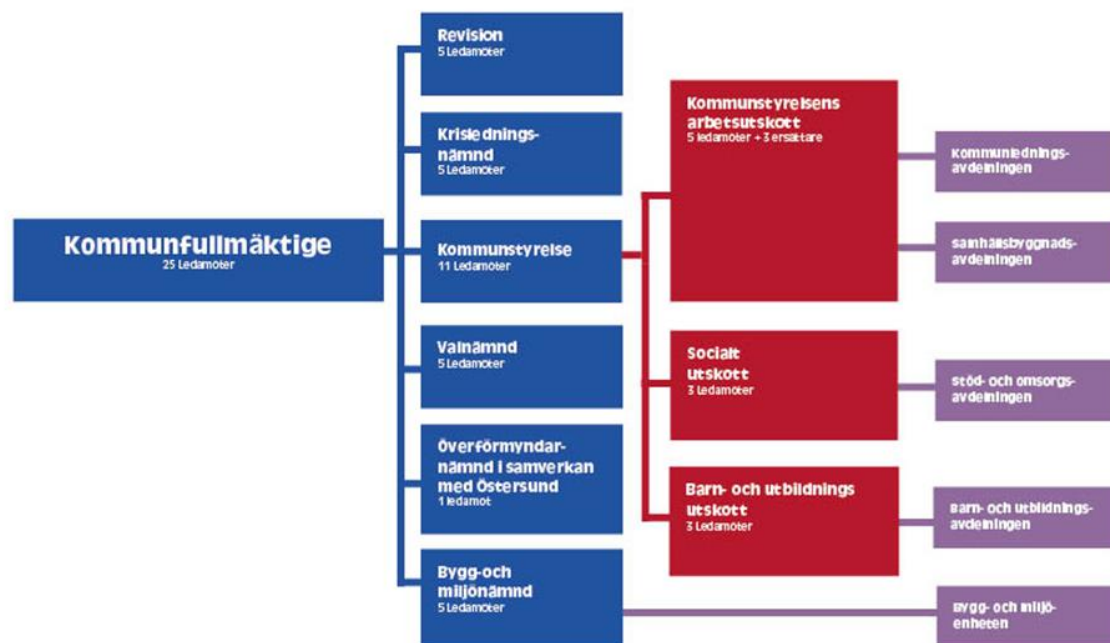 Kommunfullmäktige
25 Ledamöter
Revision
5 Ledamöter
Krislednings-
nämnd
5 Ledamöter
Kommunstyrelse
11 Ledamöter
Valnämnd
5 Ledamöter
Överförmyndar-
nämnd i samverkan
med Östersund
1 ledamot
Bygg-och
miljönämnd
5 Ledamöter
Kommunstyrelsens
arbetsutskott
5 ledamöter + 3 ersättare
Socialt
utskott
3 Ledamöter
Barn- och utbildnings
utskott
3 Ledamöter
Kommunlednings-
avdelningen
Samhällsbyggnads-
avdelningen
Stöd- och omsorgs-
avdelningen
Barn- och utbildnings-
avdelningen
Bygg- och miljö-
enheten